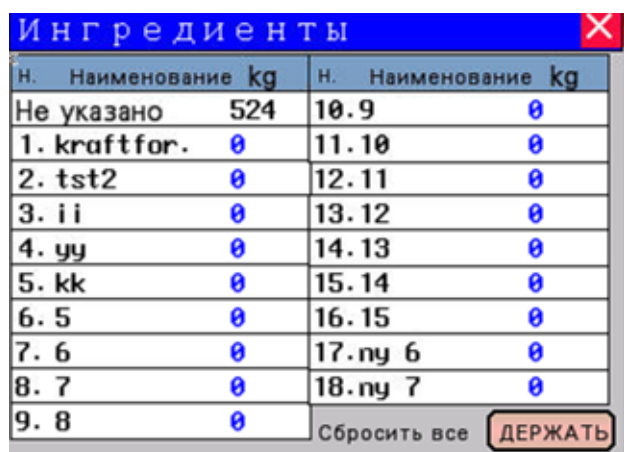 Ингредиенты
н. Наименование kg
Не указано 524
1. kraftfor. 0
2. tst2 0
3. ii 0
4. yy 0
5. kk 0
6. 5 0
7. 6 0
8. 7 0
9. 8 0
н. Наименование kg
10.9 0
11.10 0
12.11 0
13.12 0
14.13 0
15.14 0
16.15 0
17.ny 6 0
18.ny 7 0
Сбросить все ДЕРЖАТЬ